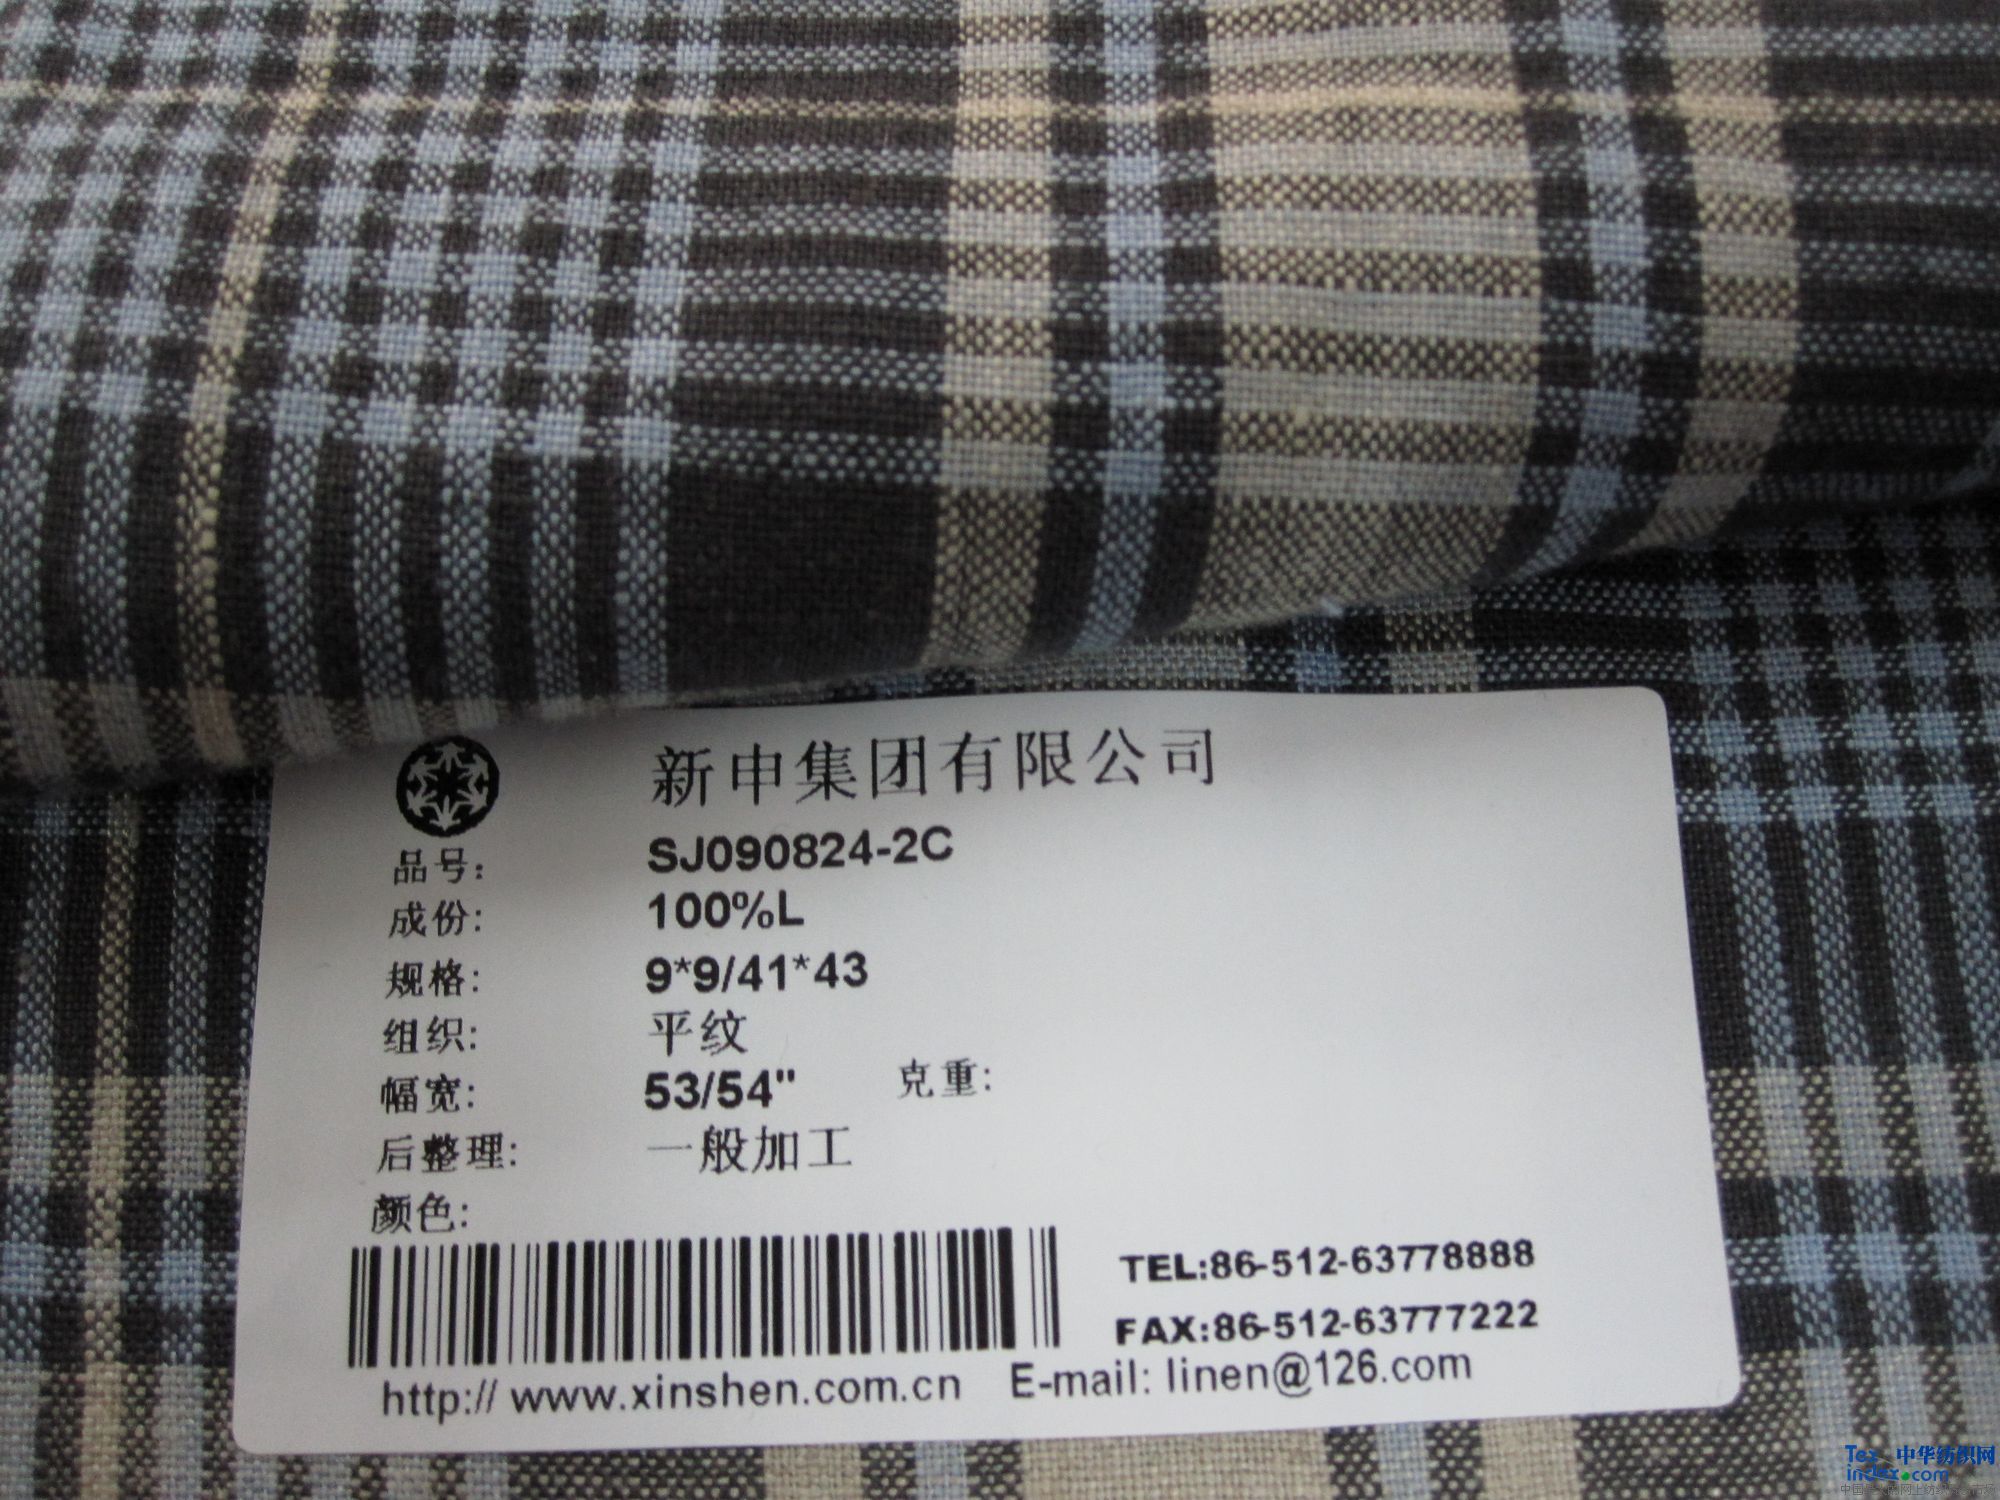 新申集团有限公司
品号: SJ090824-2C
成份: 100%L
规格: 9*9/41*43
组织: 平纹
幅宽: 53/54" 克重:
后整理: 一般加工
颜色:
TEL:86-512-63778888
FAX:86-512-63777222
http:// www.xinshen.com.cn E-mail: linen@126.com
Tex 中华纺织网
index.com